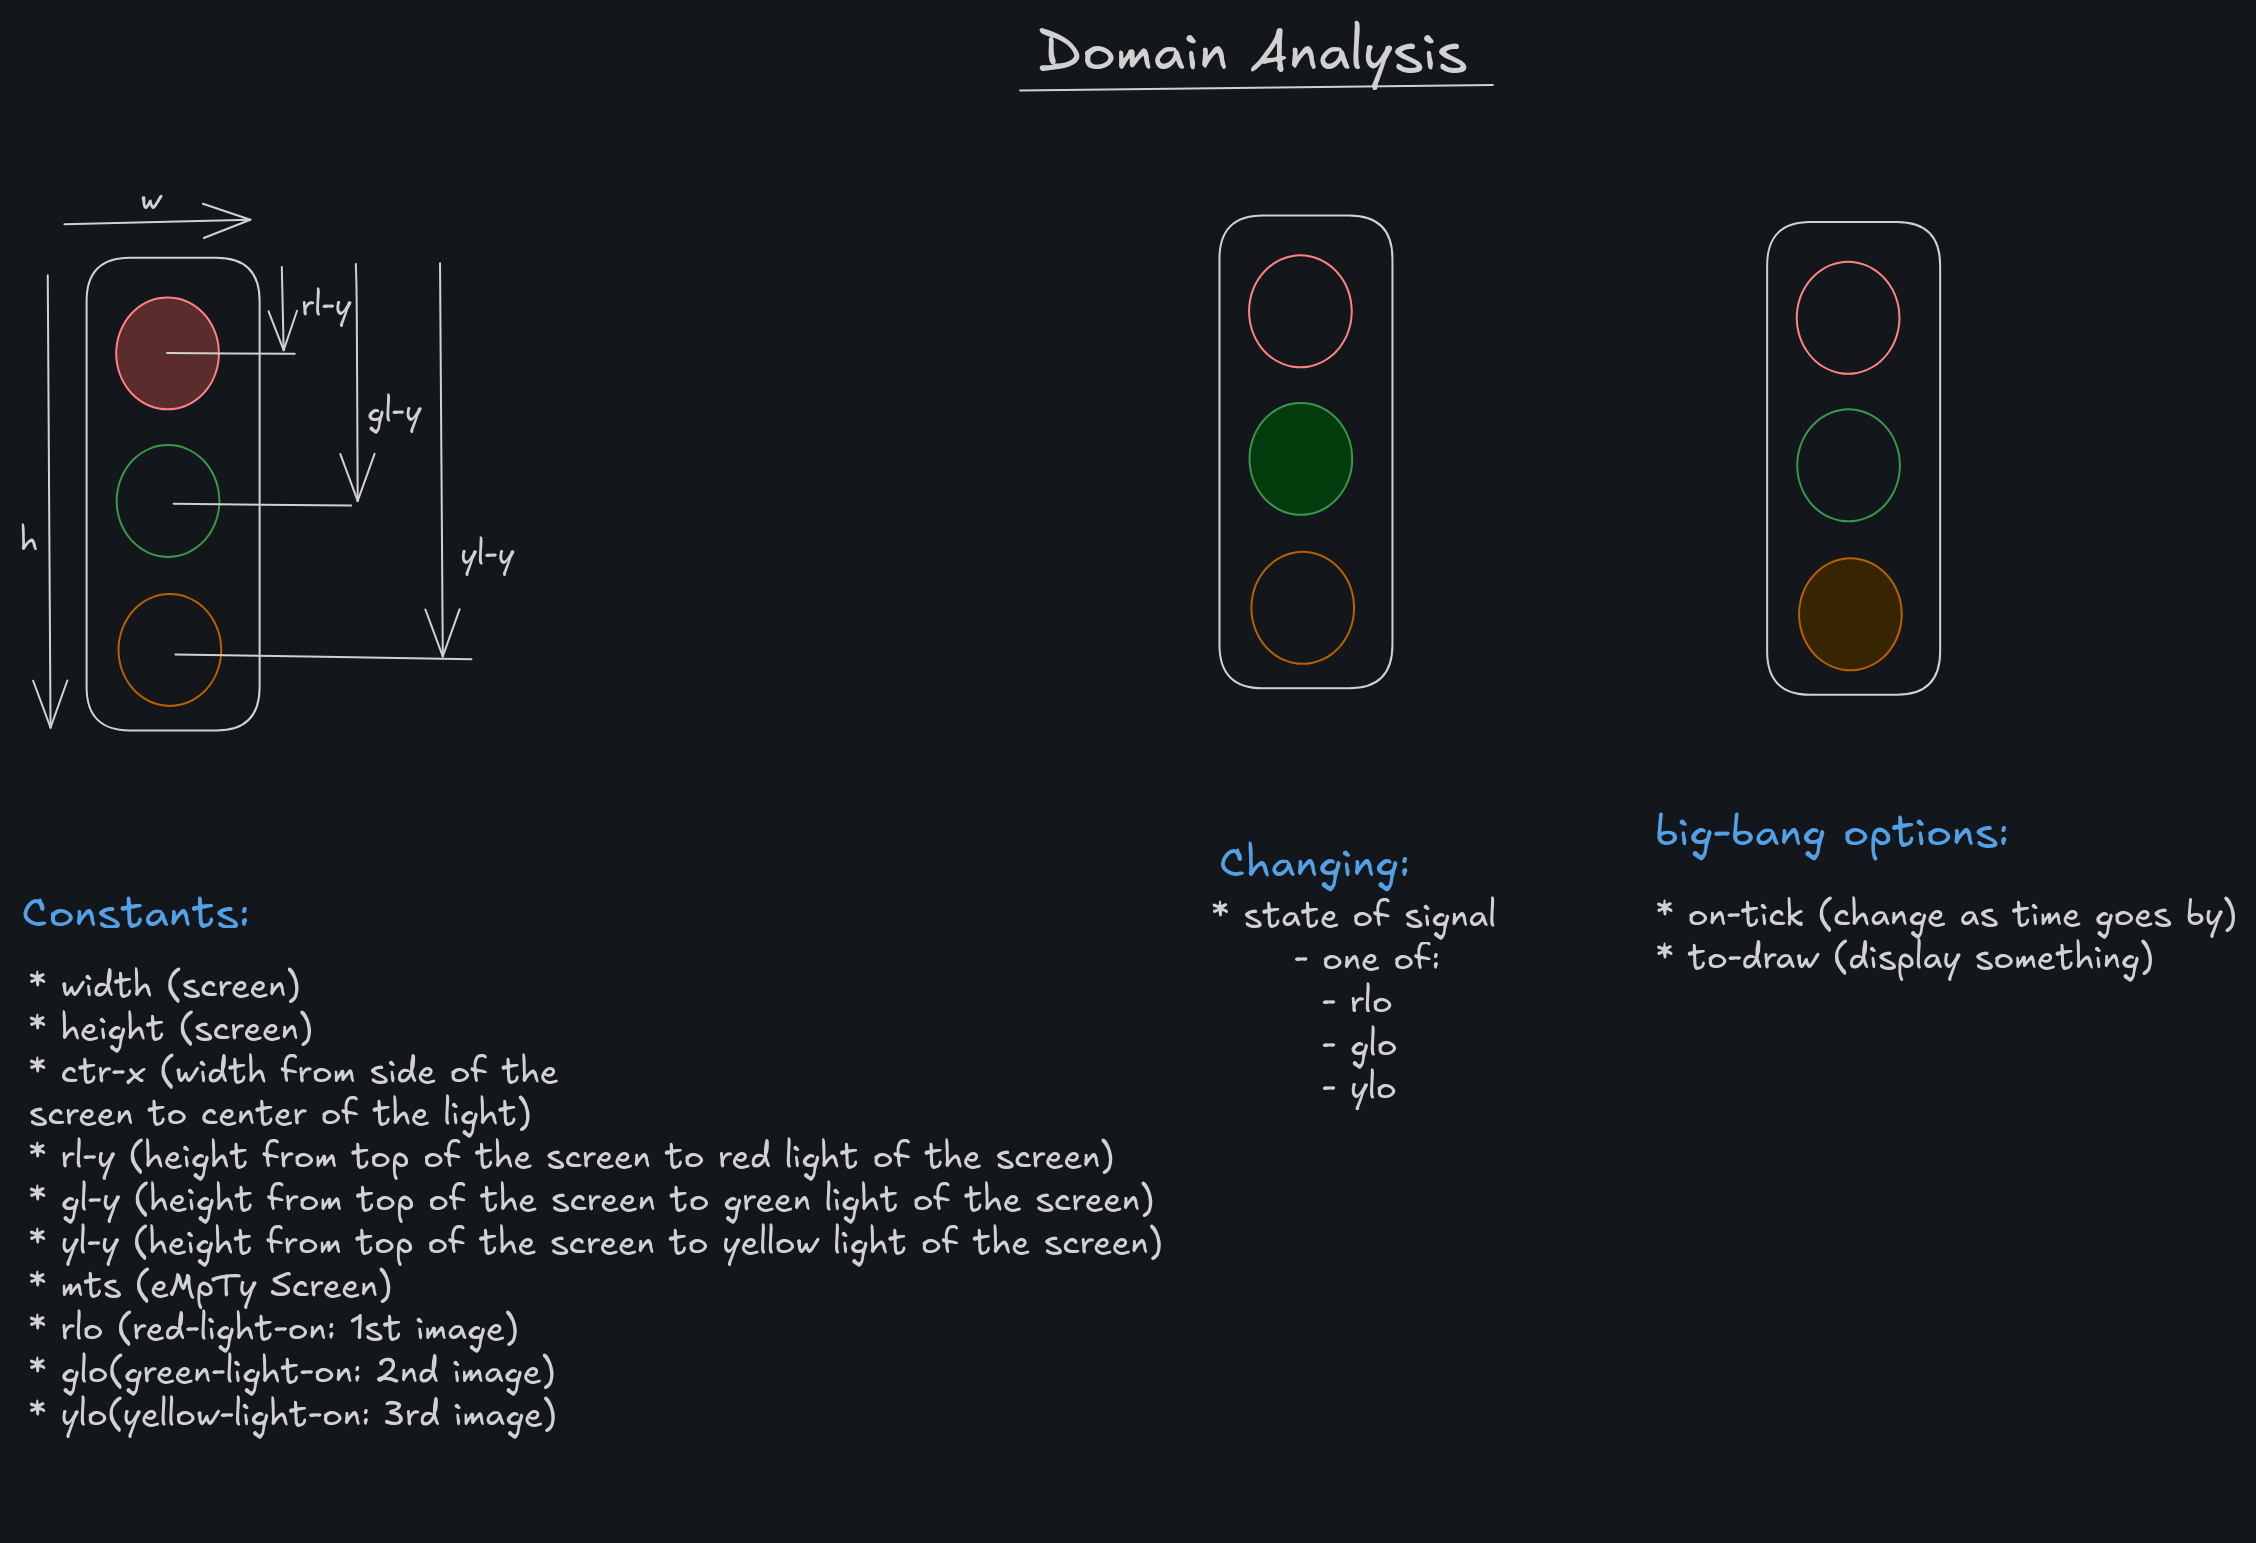 Domain Analysis
w
rl-y
gl-y
h
yl-y
Constants:
* width (screen)
* height (screen)
* ctr-x (width from side of the
screen to center of the light)
* rl-y (height from top of the screen to red light of the screen)
* gl-y (height from top of the screen to green light of the screen)
* yl-y (height from top of the screen to yellow light of the screen)
* mts (eMpTy Screen)
* rlo (red-light-on: 1st image)
* glo(green-light-on: 2nd image)
* ylo(yellow-light-on: 3rd image)
Changing:
* state of signal
- one of:
- rlo
- glo
- ylo
big-bang options:
* on-tick (change as time goes by)
* to-draw (display something)